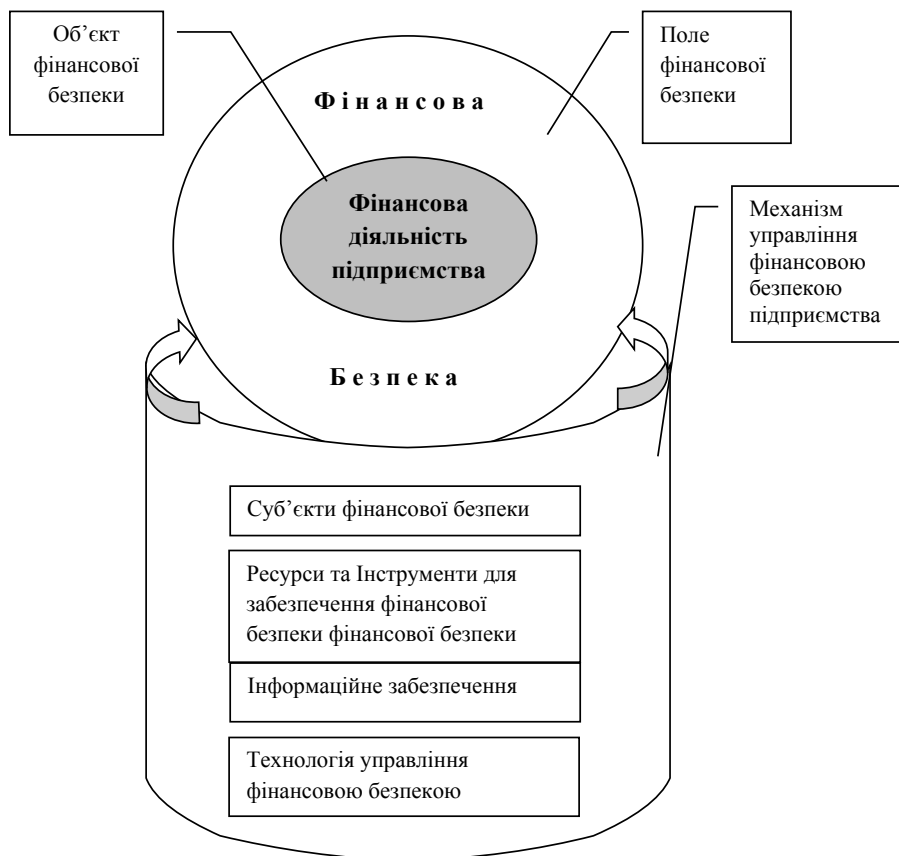 Об’єкт
фінансової
безпеки
Поле
фінансової
безпеки
Фінансова
Фінансова
діяльність
підприємства
Безпека
Механізм
управління
фінансовою
безпекою
підприємства
Суб’єкти фінансової безпеки
Ресурси та Інструменти для
забезпечення фінансової
безпеки фінансової безпеки
Інформаційне забезпечення
Технологія управління
фінансовою безпекою